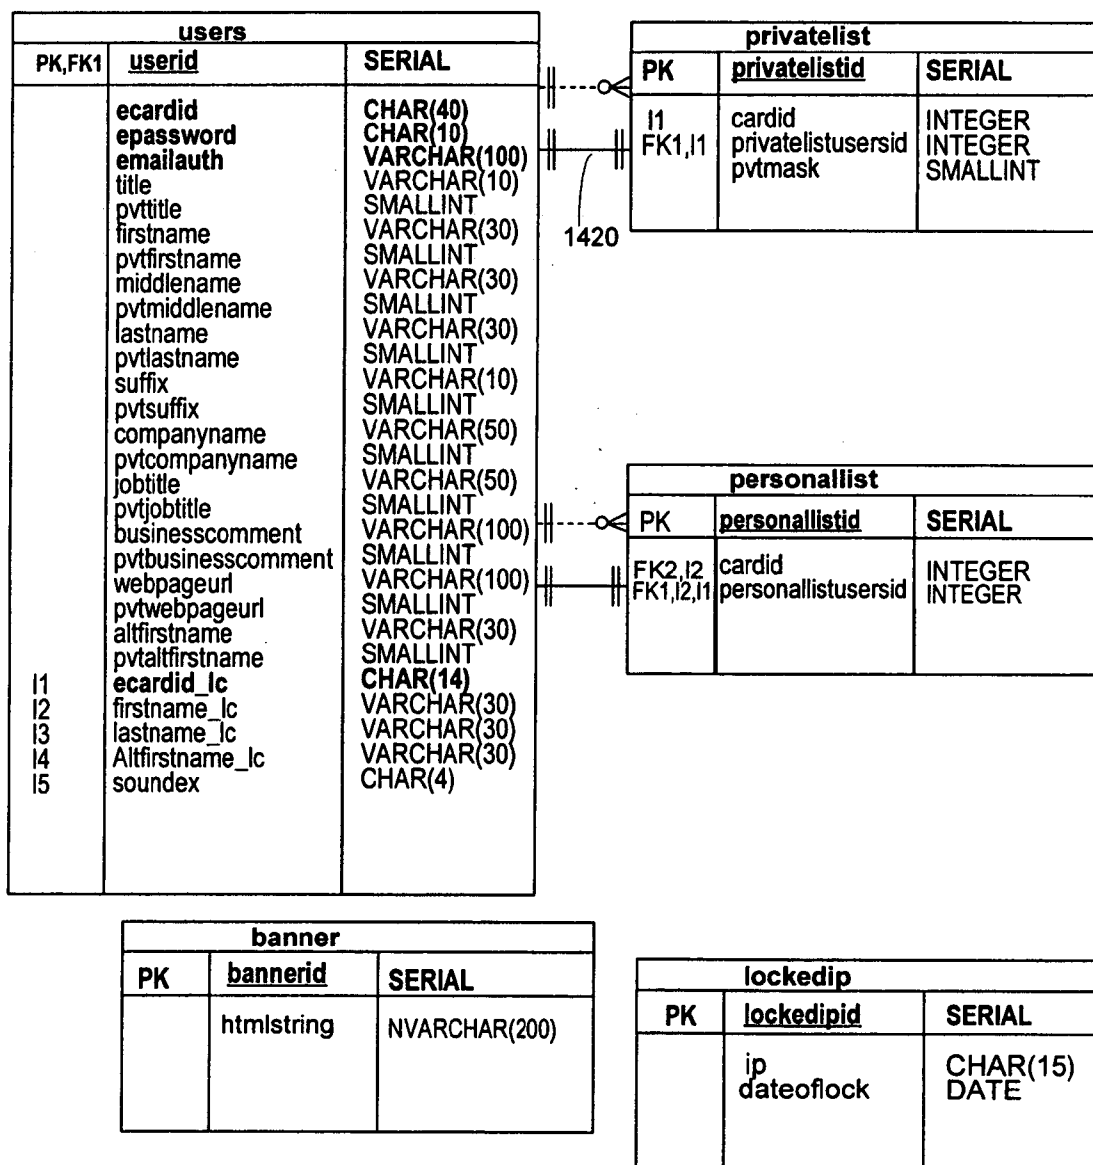 users
PK,FK1 userid SERIAL
ecardid CHAR(40)
epassword CHAR(10)
emailauth VARCHAR(100)
title VARCHAR(10)
pvttitle SMALLINT
firstname VARCHAR(30)
pvtfirstname SMALLINT
middlename VARCHAR(30)
pvtmiddlename SMALLINT
lastname VARCHAR(30)
pvtlastname SMALLINT
suffix VARCHAR(10)
pvtsuffix SMALLINT
companyname VARCHAR(50)
pvtcompanyname SMALLINT
jobtitle VARCHAR(50)
pvtjobtitle SMALLINT
businesscomment VARCHAR(100)
pvtbusinesscomment SMALLINT
webpageurl VARCHAR(100)
pvtwebpageurl SMALLINT
altfirstname VARCHAR(30)
pvtaltfirstname SMALLINT
I1 ecardid_lc CHAR(14)
I2 firstname_lc VARCHAR(30)
I3 lastname_lc VARCHAR(30)
I4 Altfirstname_lc VARCHAR(30)
I5 soundex CHAR(4)
privatelist
PK privatelistid SERIAL
I1 cardid INTEGER
FK1,I1 privatelistusersid INTEGER
pvtmask SMALLINT
1420
personallist
PK personallistid SERIAL
FK2,I2 cardid INTEGER
FK1,I2,I1 personallistusersid INTEGER
banner
PK bannerid SERIAL
htmlstring NVARCHAR(200)
lockedip
PK lockedipid SERIAL
ip CHAR(15)
dateoflock DATE